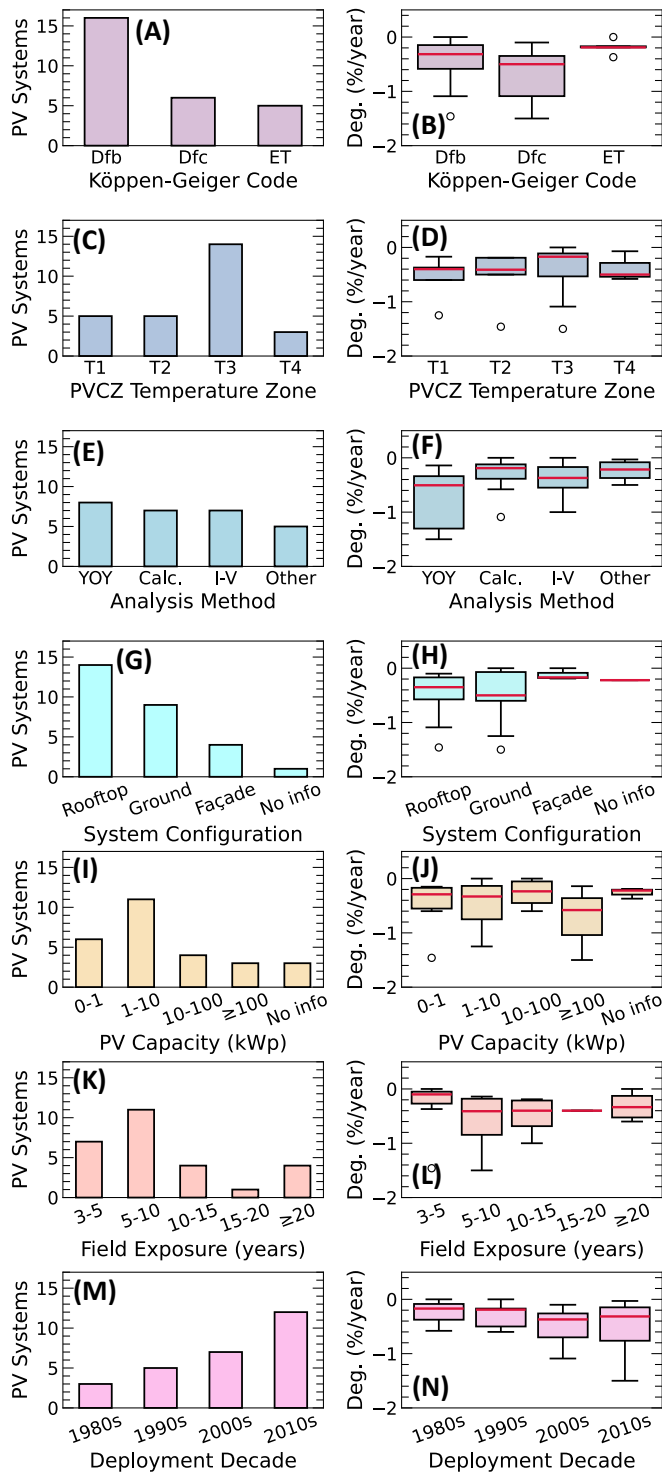 (A)
PV Systems
15
10
5
0
Dfb Dfc ET
Köppen-Geiger Code
(B)
Deg. (%/year)
0
−1
−2
Dfb Dfc ET
Köppen-Geiger Code
(C)
PV Systems
15
10
5
0
T1 T2 T3 T4
PVCZ Temperature Zone
(D)
Deg. (%/year)
0
−1
−2
T1 T2 T3 T4
PVCZ Temperature Zone
(E)
PV Systems
15
10
5
0
YOY Calc. I-V Other
Analysis Method
(F)
Deg. (%/year)
0
−1
−2
YOY Calc. I-V Other
Analysis Method
(G)
PV Systems
15
10
5
0
Rooftop Ground Façade No info
System Configuration
(H)
Deg. (%/year)
0
−1
−2
Rooftop Ground Façade No info
System Configuration
(I)
PV Systems
15
10
5
0
0-1 1-10 10-100 ≥100 No info
PV Capacity (kWp)
(J)
Deg. (%/year)
0
−1
−2
0-1 1-10 10-100 ≥100 No info
PV Capacity (kWp)
(K)
PV Systems
15
10
5
0
3-5 5-10 10-15 15-20 ≥20
Field Exposure (years)
(L)
Deg. (%/year)
0
−1
−2
3-5 5-10 10-15 15-20 ≥20
Field Exposure (years)
(M)
PV Systems
15
10
5
0
1980s 1990s 2000s 2010s
Deployment Decade
(N)
Deg. (%/year)
0
−1
−2
1980s 1990s 2000s 2010s
Deployment Decade